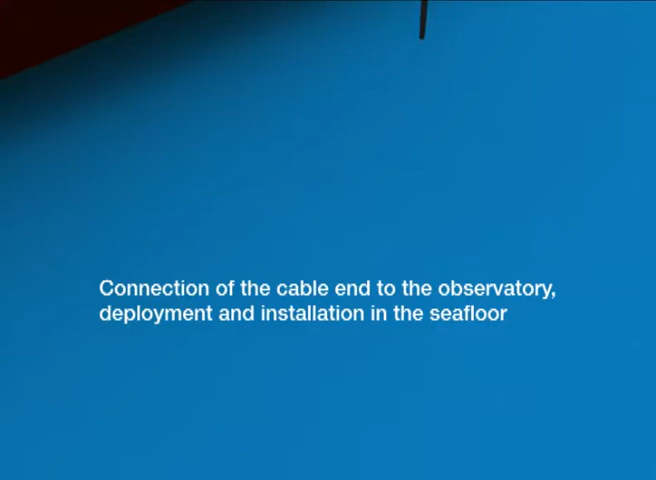 Connection of the cable end to the observatory,
deployment and installation in the seafloor